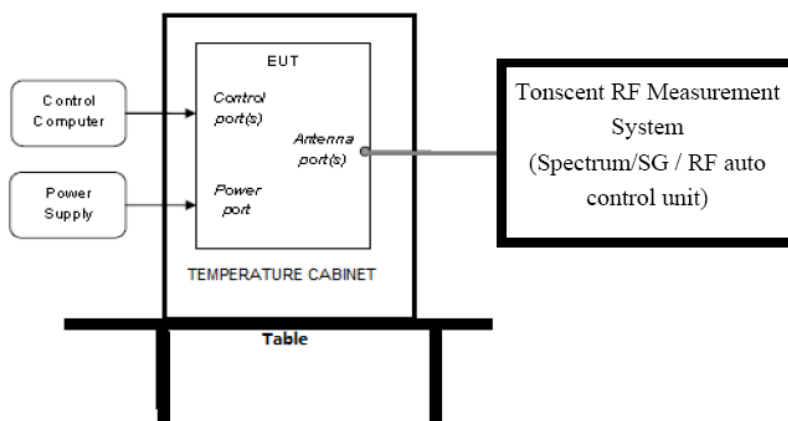 EUT
Control
Computer
Control
port(s)
Antenna
port(s)
Power
Supply
Power
port
TEMPERATURE CABINET
Table
Tonscent RF Measurement
System
(Spectrum/SG / RF auto
control unit)